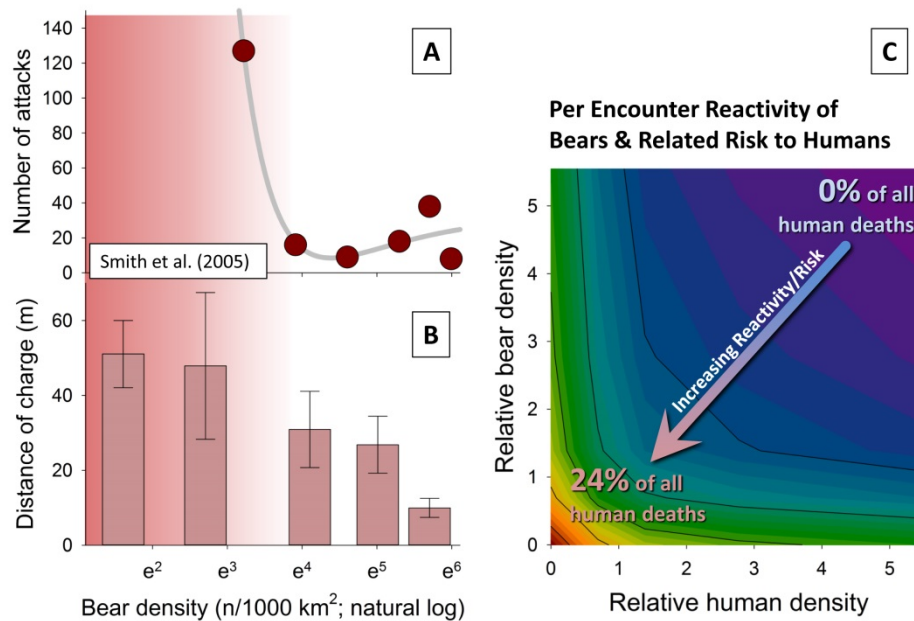 A
Number of attacks
140
120
100
80
60
40
20
0
Smith et al. (2005)
B
Distance of charge (m)
60
40
20
0
e²
e³
e⁴
e⁵
e⁶
Bear density (n/1000 km²; natural log)
C
Per Encounter Reactivity of
Bears & Related Risk to Humans
Relative bear density
5
4
3
2
1
0
0% of all
human deaths
Increasing Reactivity/Risk
24% of all
human deaths
0
1
2
3
4
5
Relative human density